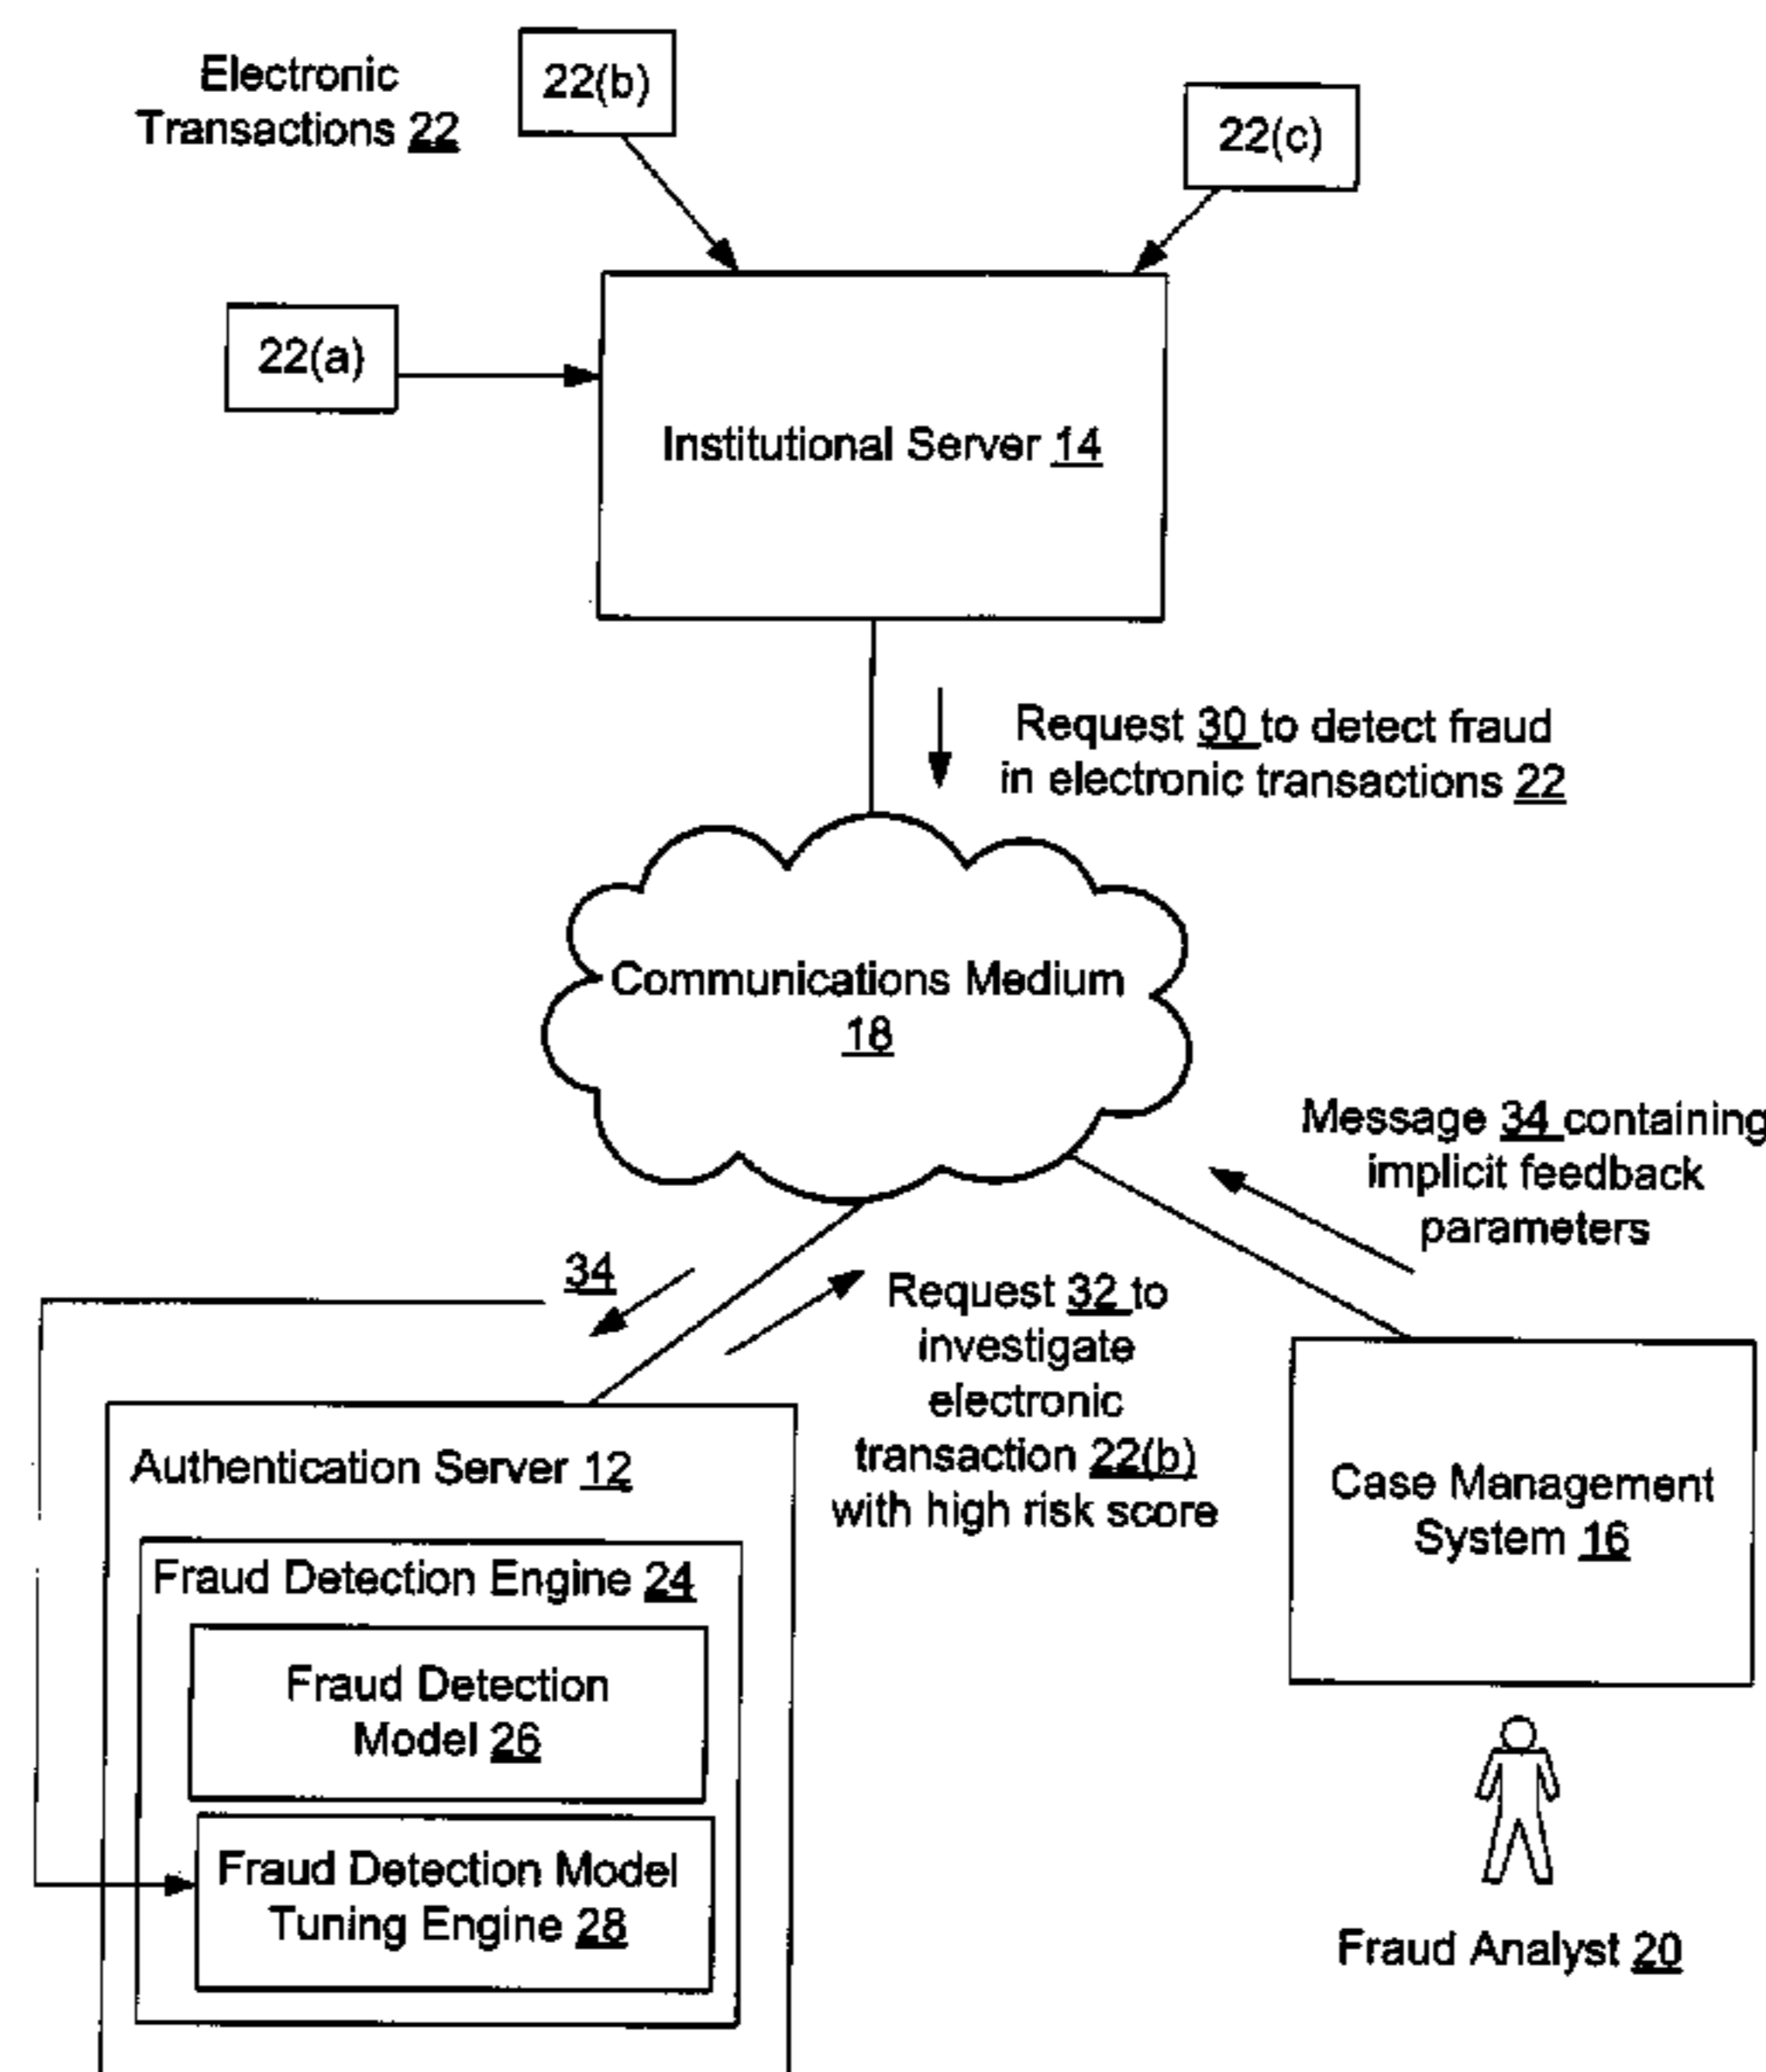 Electronic
Transactions 22
22(b)
22(c)
22(a)
Institutional Server 14
Request 30 to detect fraud
in electronic transactions 22
Communications Medium
18
Message 34 containing
implicit feedback
parameters
34
Request 32 to
investigate
electronic
transaction 22(b)
with high risk score
Authentication Server 12
Fraud Detection Engine 24
Fraud Detection
Model 26
Fraud Detection Model
Tuning Engine 28
Case Management
System 16
Fraud Analyst 20